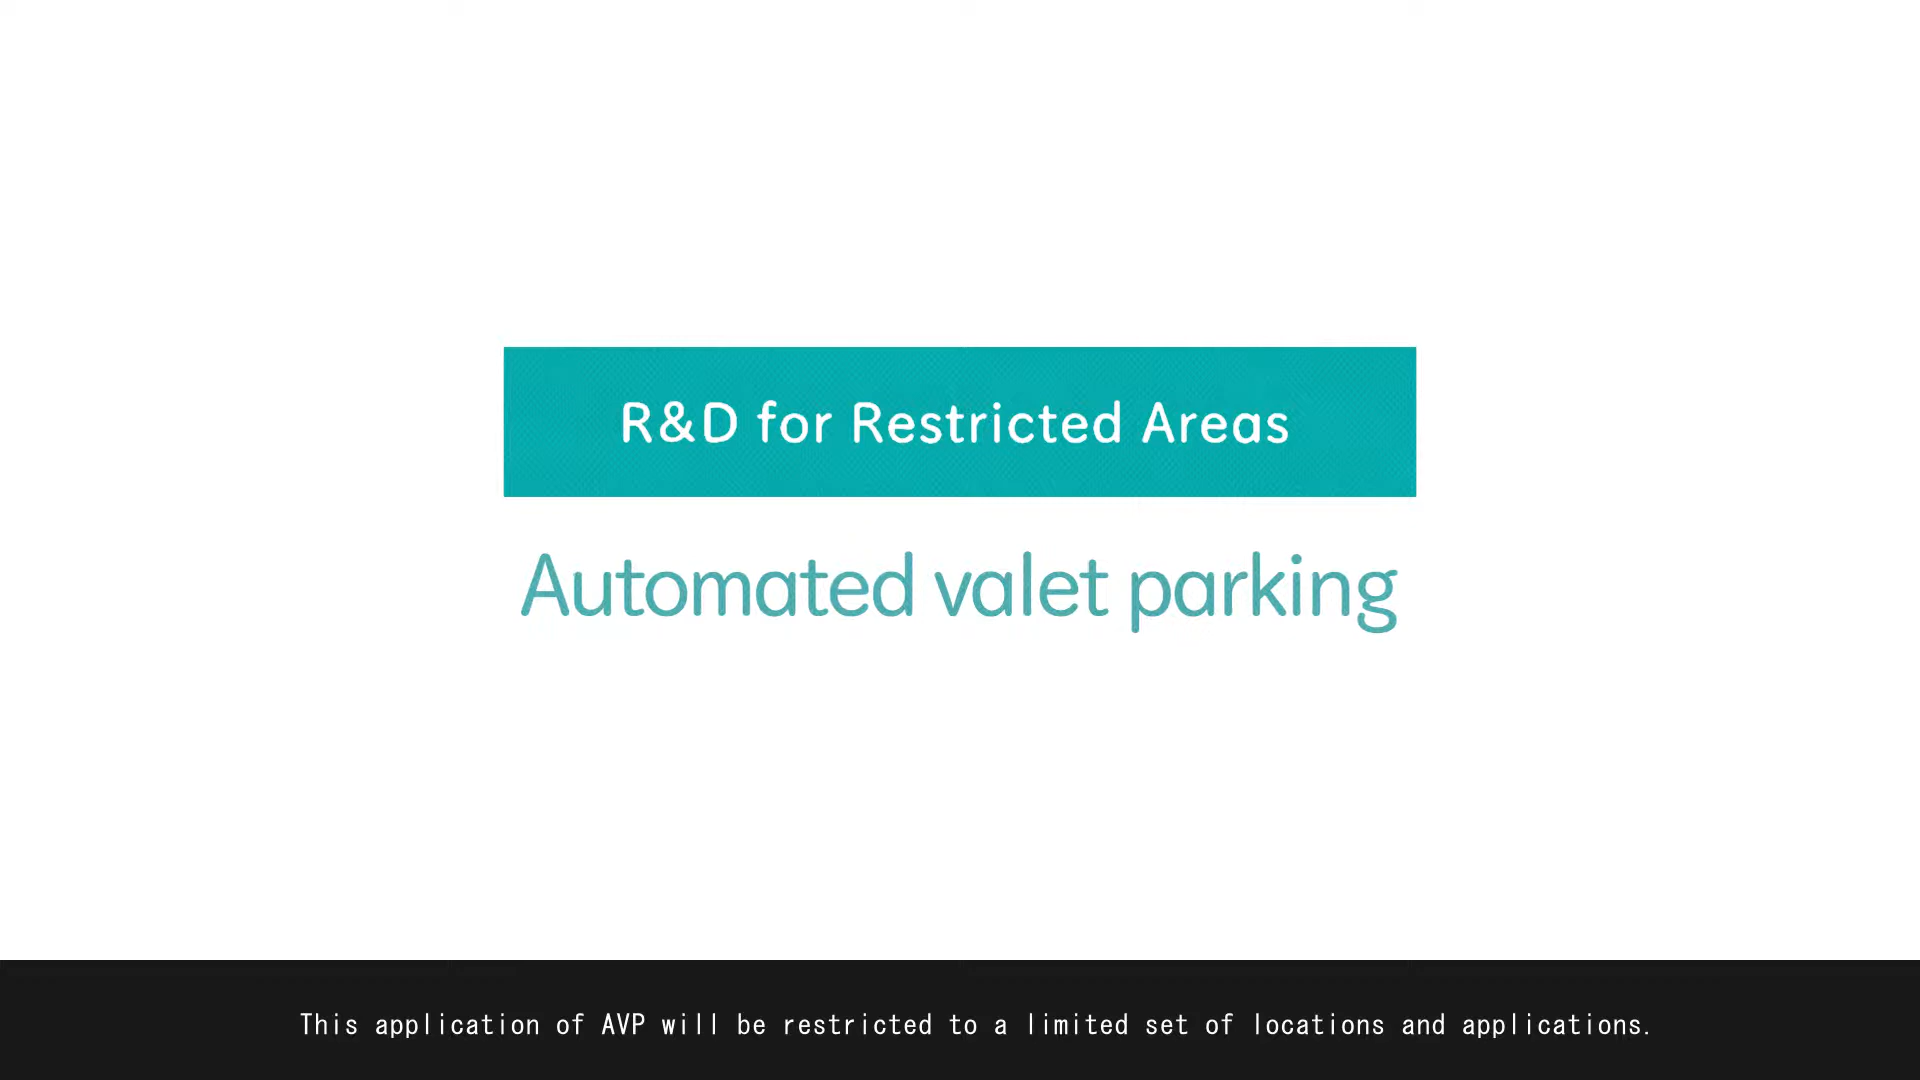 R&D for Restricted Areas
Automated valet parking
This application of AVP will be restricted to a limited set of locations and applications.